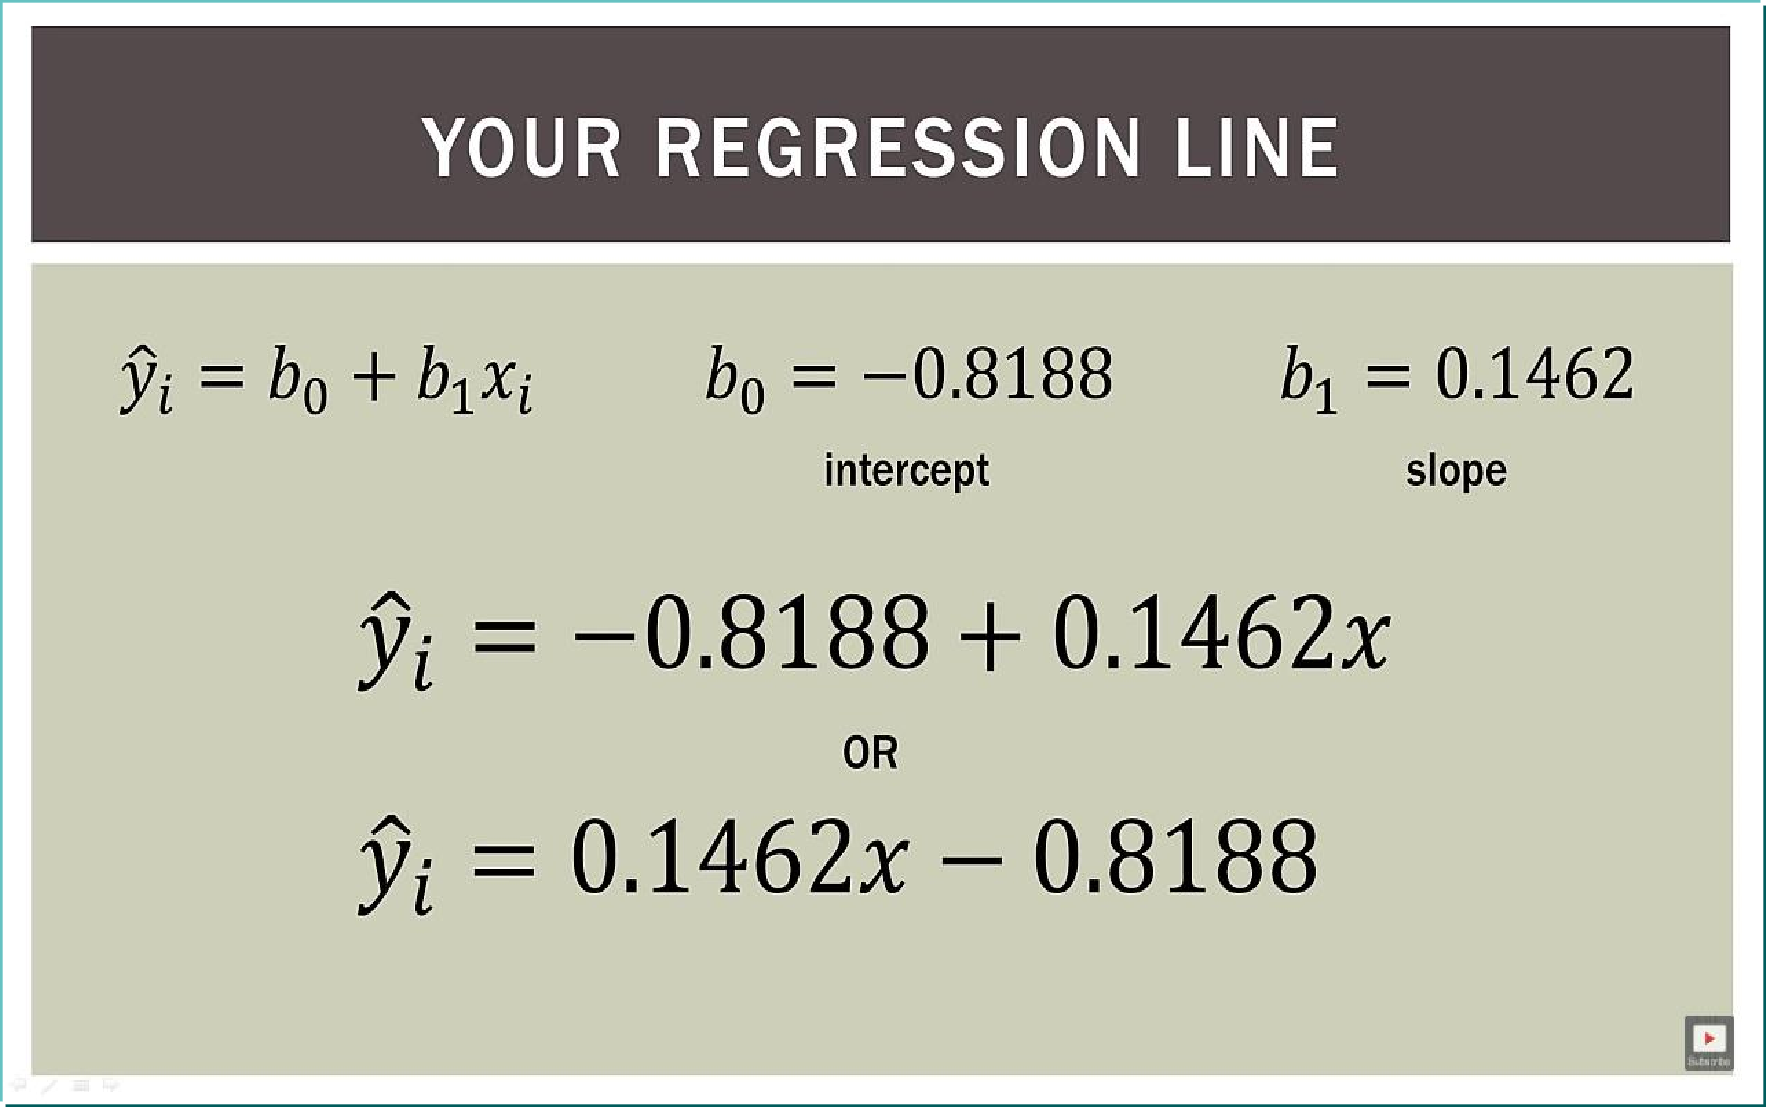 YOUR REGRESSION LINE
ŷᵢ = b₀ + b₁xᵢ b₀ = −0.8188 b₁ = 0.1462
intercept slope
ŷᵢ = −0.8188 + 0.1462x
OR
ŷᵢ = 0.1462x − 0.8188
Subscribe